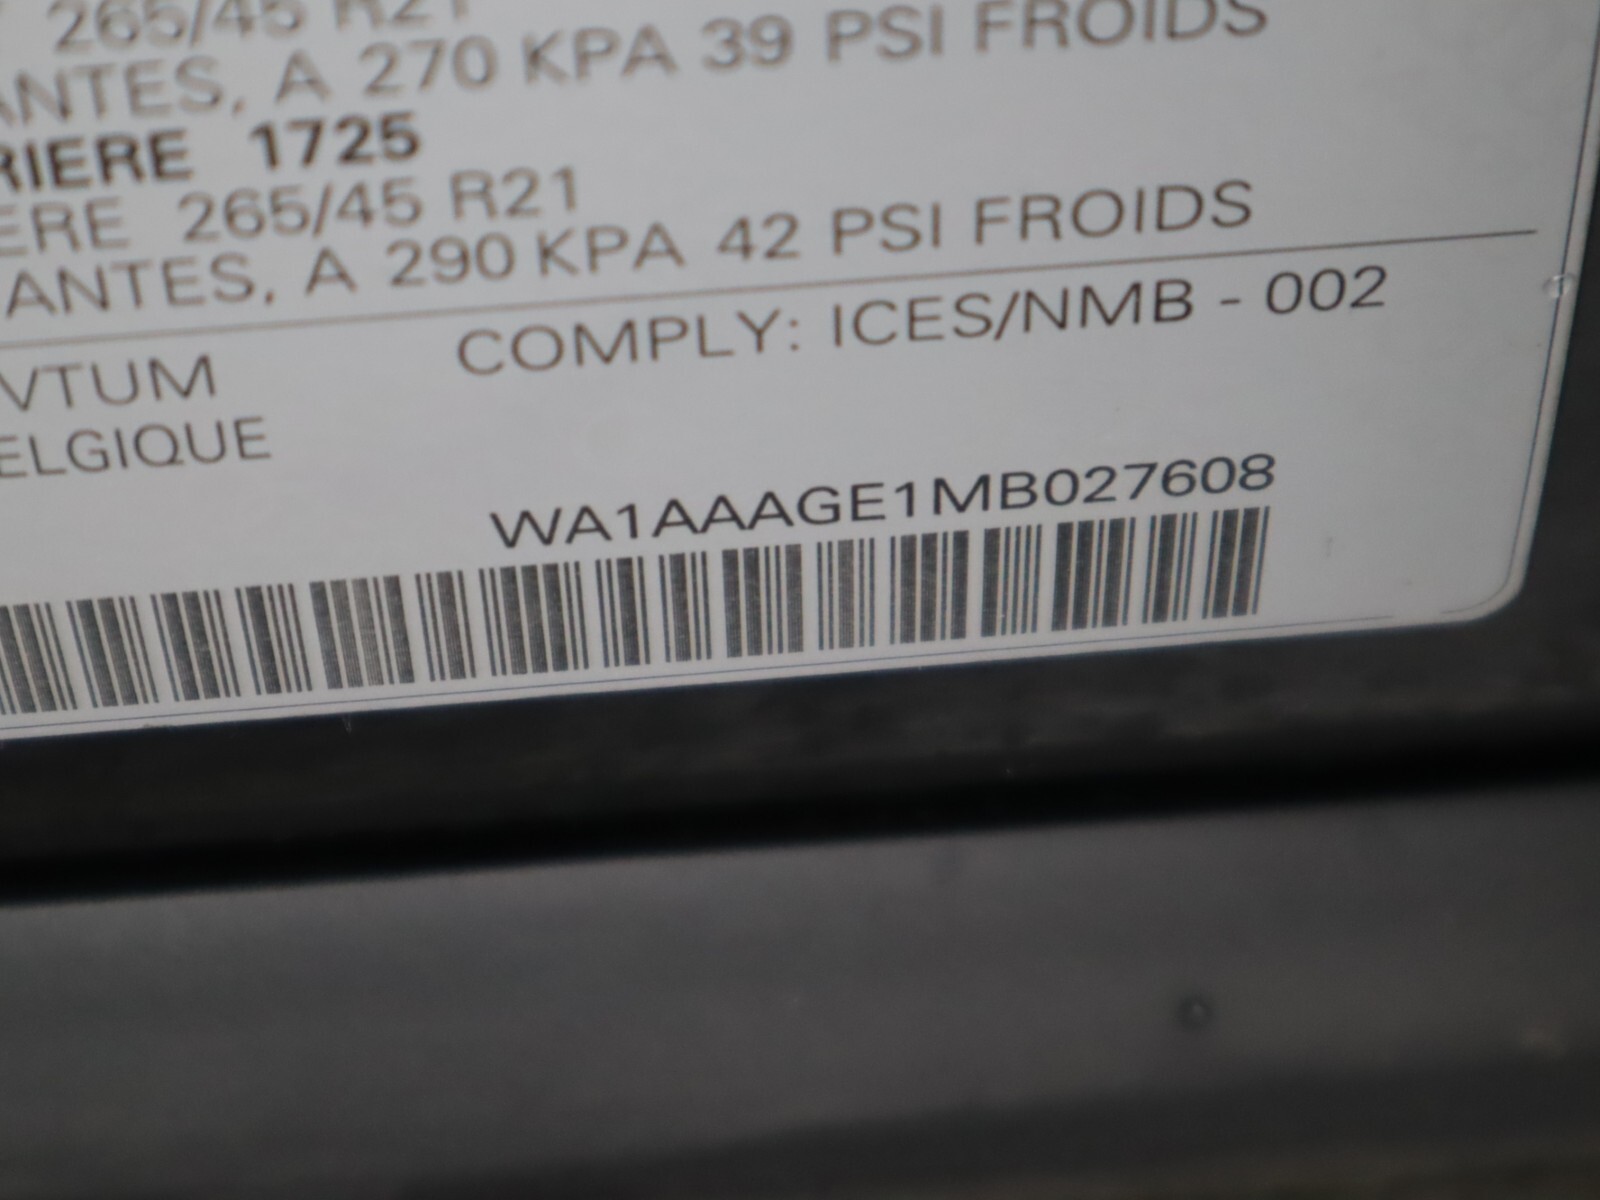 265/45 R21
ANTES, A 270 KPA 39 PSI FROIDS
RIERE 1725
ERE 265/45 R21
ANTES, A 290 KPA 42 PSI FROIDS
VTUM COMPLY: ICES/NMB - 002
ELGIQUE
WA1AAAGE1MB027608